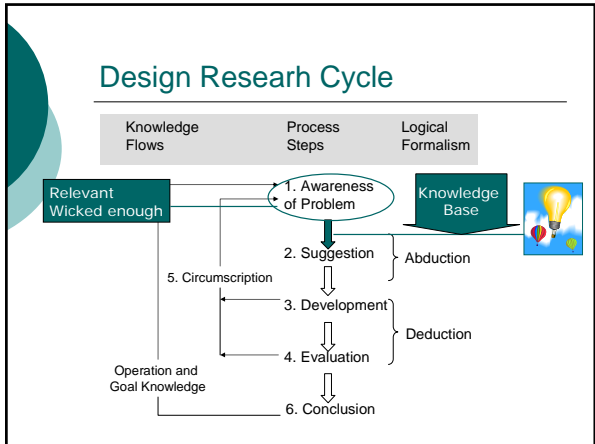 Design Researh Cycle
Knowledge Process Logical
Flows Steps Formalism
Relevant
Wicked enough
1. Awareness
of Problem
Knowledge
Base
2. Suggestion
Abduction
5. Circumscription
3. Development
Deduction
4. Evaluation
Operation and
Goal Knowledge
6. Conclusion